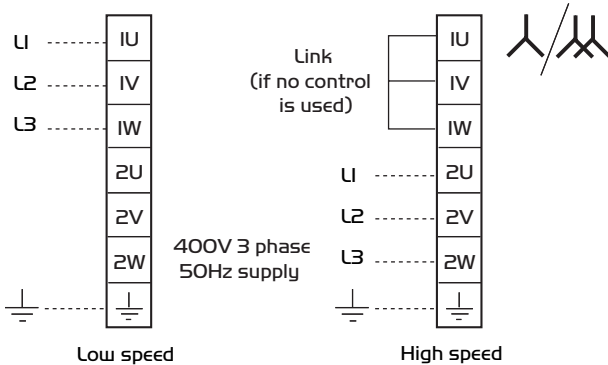 L1
L2
L3
1U
1V
1W
2U
2V
2W
Low speed
400V 3 phase
50Hz supply
Link
(if no control
is used)
L1
L2
L3
1U
1V
1W
2U
2V
2W
High speed